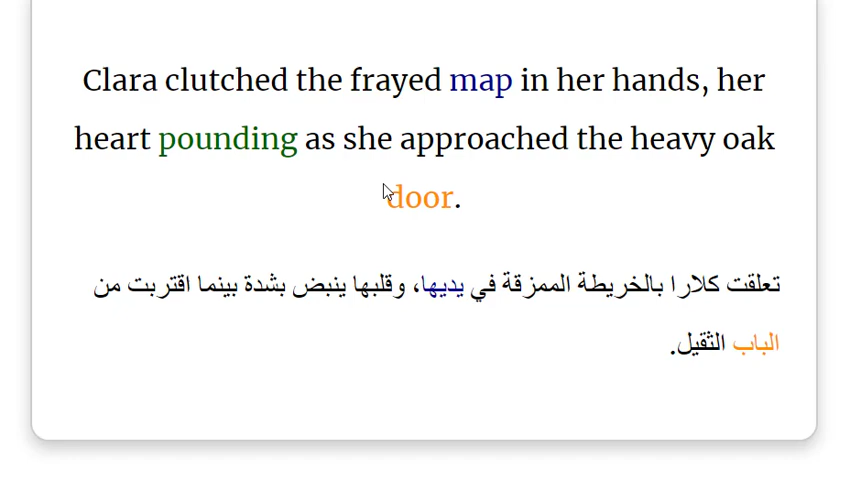 Clara clutched the frayed map in her hands, her
heart pounding as she approached the heavy oak
door.
تعلقت كلارا بالخريطة الممزقة في يديها، وقلبها ينبض بشدة بينما اقتربت من
الباب الثقيل.